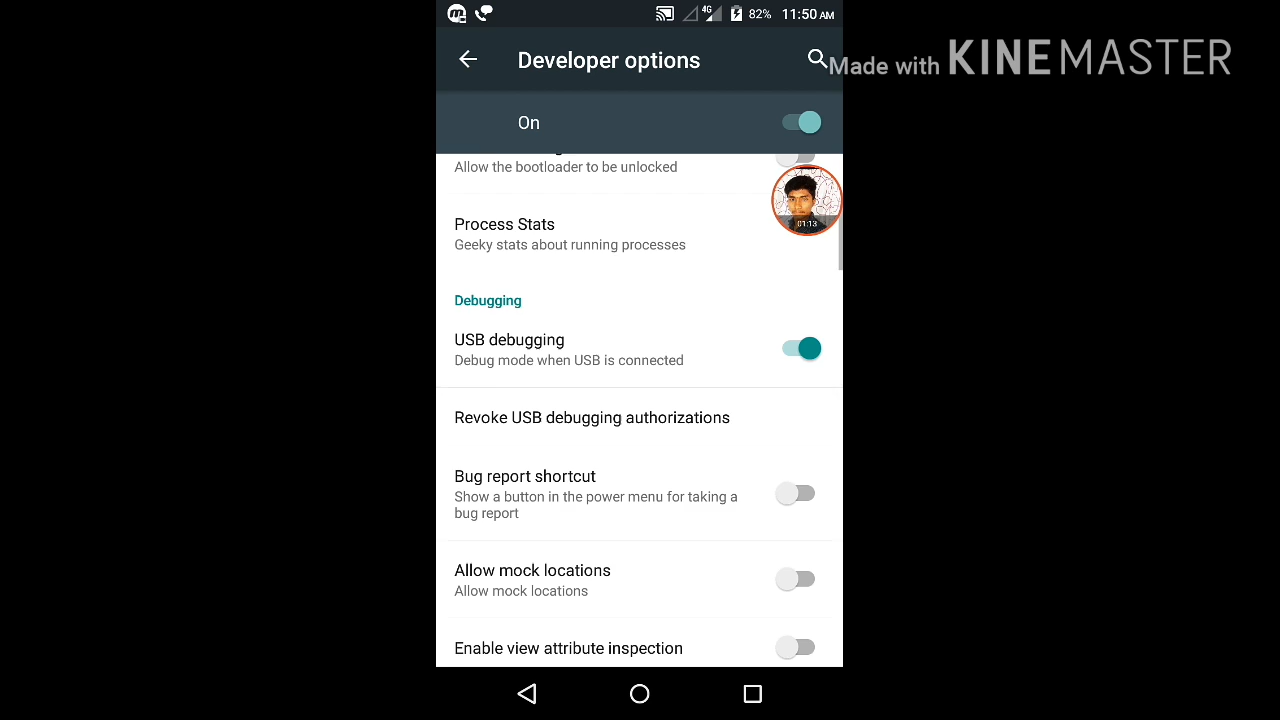 4G 82% 11:50 AM
Developer options
Made with KINEMASTER
On
Allow the bootloader to be unlocked
01:13
Process Stats
Geeky stats about running processes
Debugging
USB debugging
Debug mode when USB is connected
Revoke USB debugging authorizations
Bug report shortcut
Show a button in the power menu for taking a
bug report
Allow mock locations
Allow mock locations
Enable view attribute inspection